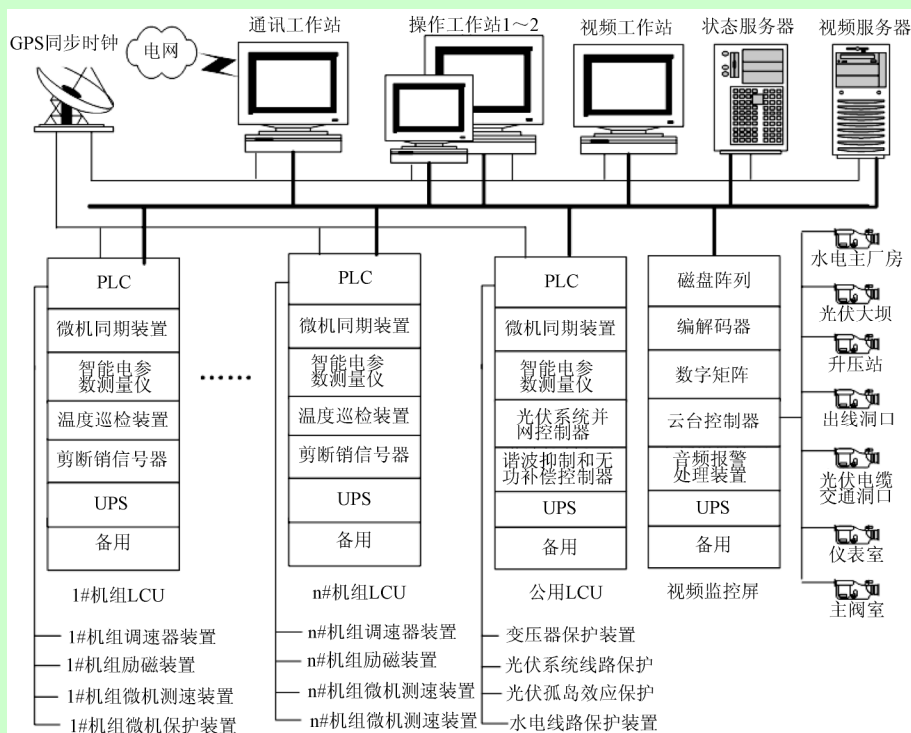 GPS同步时钟
电网
通讯工作站
操作工作站1～2
视频工作站
状态服务器
视频服务器
PLC
微机同期装置
智能电参
数测量仪
温度巡检装置
剪断销信号器
UPS
备用
1#机组LCU
1#机组调速器装置
1#机组励磁装置
1#机组微机测速装置
1#机组微机保护装置
……
PLC
微机同期装置
智能电参
数测量仪
温度巡检装置
剪断销信号器
UPS
备用
n#机组LCU
n#机组调速器装置
n#机组励磁装置
n#机组微机测速装置
n#机组微机测速装置
PLC
微机同期装置
智能电参
数测量仪
光伏系统并
网控制器
谐波抑制和无
功补偿控制器
UPS
备用
公用LCU
变压器保护装置
光伏系统线路保护
光伏孤岛效应保护
水电线路保护装置
磁盘阵列
编解码器
数字矩阵
云台控制器
音频报警
处理装置
UPS
备用
视频监控屏
水电主厂房
光伏大坝
升压站
出线洞口
光伏电缆
交通洞口
仪表室
主阀室